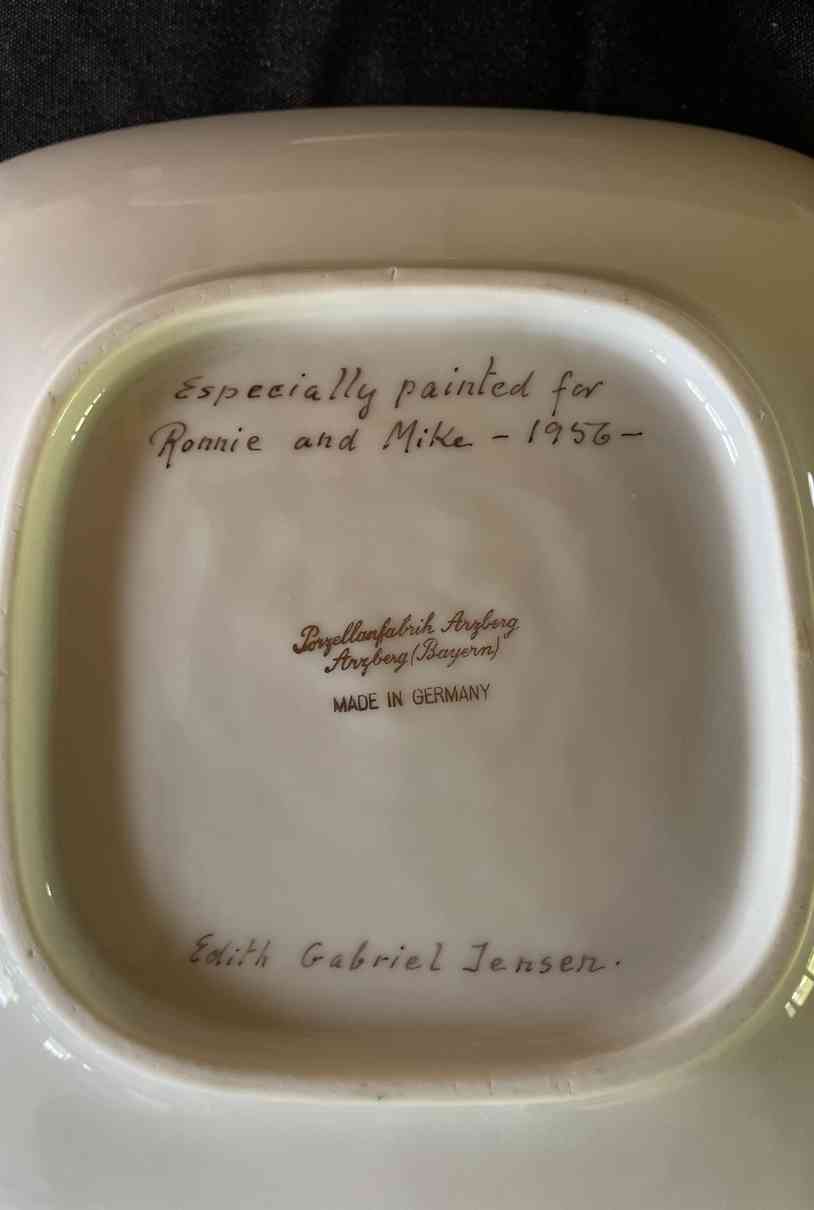 Especially painted for
Ronnie and Mike - 1956 -
Porzellanfabrik Arzberg
Arzberg (Bayern)
MADE IN GERMANY
Edith Gabriel Jensen.